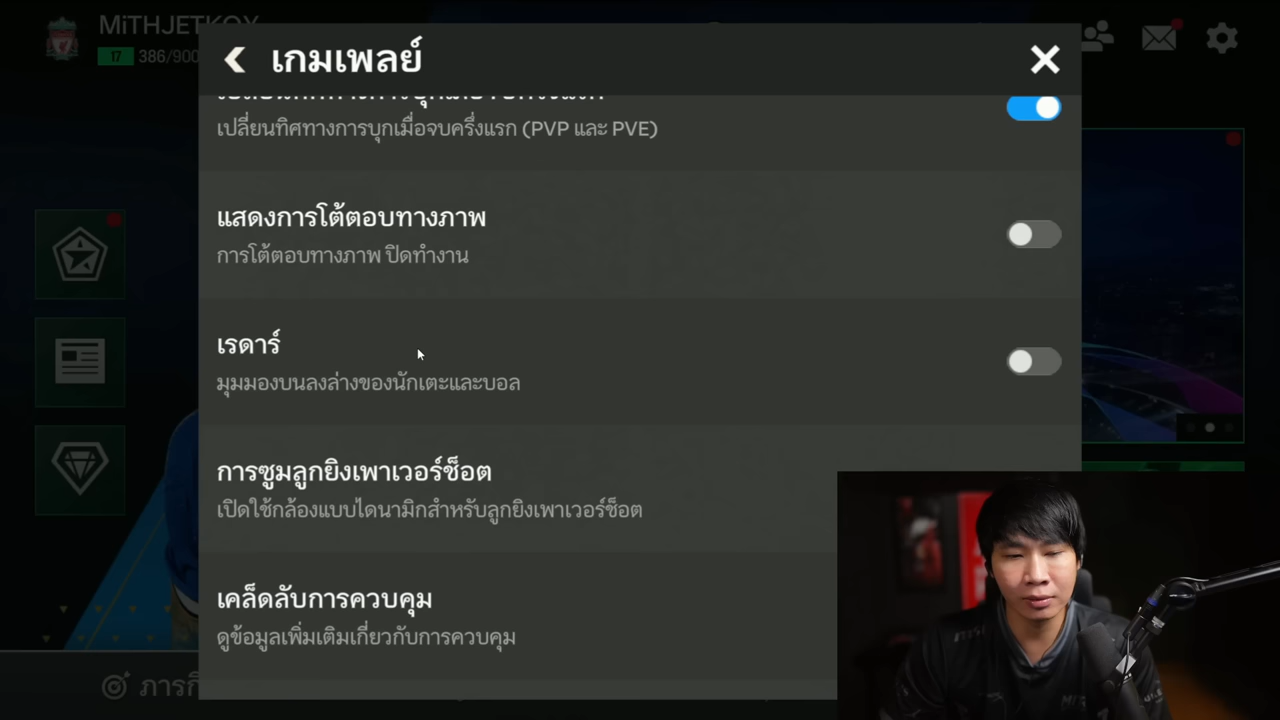 MiTHJETKOX
17 386/900
เกมเพลย์
เปลี่ยนทิศทางการบุกเมื่อจบครึ่งแรก (PVP และ PVE)
แสดงการโต้ตอบทางภาพ
การโต้ตอบทางภาพ ปิดทำงาน
เรดาร์
มุมมองบนลงล่างของนักเตะและบอล
การซูมลูกยิงเพาเวอร์ช็อต
เปิดใช้กล้องแบบไดนามิกสำหรับลูกยิงเพาเวอร์ช็อต
เคล็ดลับการควบคุม
ดูข้อมูลเพิ่มเติมเกี่ยวกับการควบคุม